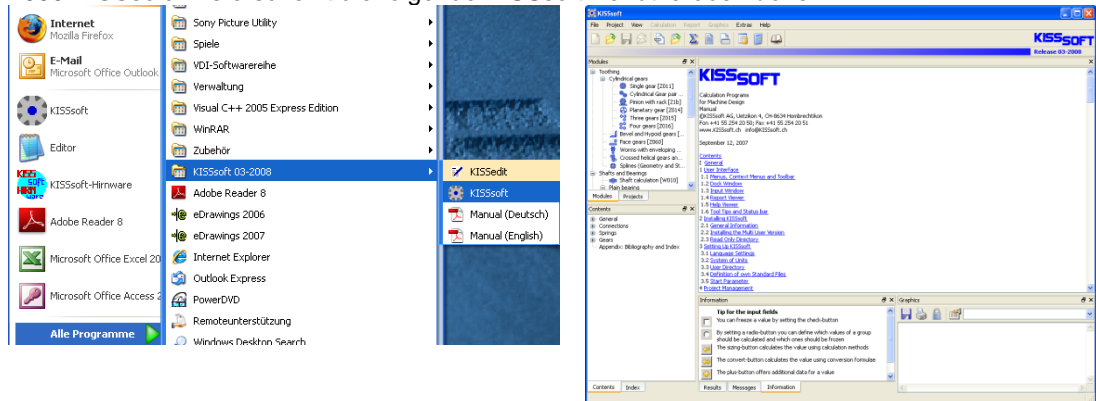 Internet
Mozilla Firefox
E-Mail
Microsoft Office Outlook
KISSsoft
Editor
KISSsoft-Hirnware
Adobe Reader 8
Microsoft Office Excel 20
Microsoft Office Access 2
Alle Programme
Sony Picture Utility
Spiele
VDI-Softwarereihe
Verwaltung
Visual C++ 2005 Express Edition
WinRAR
Zubehör
KISSsoft 03-2008
Adobe Reader 8
eDrawings 2006
eDrawings 2007
Internet Explorer
Outlook Express
PowerDVD
Remoteunterstützung
Windows Desktop Search
KISSedit
KISSsoft
Manual (Deutsch)
Manual (English)
KISSsoft
File Project View Calculation Report Graphics Extras Help
KISSsoft
Release 03-2008
Modules
Toothing
Cylindrical gears
Single gear [Z011]
Cylindrical Gear pair ...
Pinion with rack [Z1b]
Planetary gear [Z014]
Three gears [Z015]
Four gears [Z016]
Bevel and Hypoid gears [...
Face gears [Z060]
Worms with enveloping ...
Crossed helical gears an...
Splines (Geometry and St...
Shafts and Bearings
Shaft calculation [W010]
Plain bearing
Modules Projects
Contents
General
Connections
Springs
Gears
Appendix: Bibliography and Index
Contents Index
KISSsoft
Calculation Programs
for Machine Design
Manual
©KISSsoft AG, Uetzikon 4, CH-8634 Hombrechtikon
Fon +41 55 254 20 50; Fax +41 55 254 20 51
www.KISSsoft.ch info@KISSsoft.ch
September 12, 2007
Contents
I General
1 User Interface
1.1 Menus, Context Menus and Toolbar
1.2 Dock Window
1.3 Input Window
1.4 Report Viewer
1.5 Help Viewer
1.6 Tool Tips and Status bar
2 Installing KISSsoft
2.1 General Information
2.2 Installing the Multi User Version
2.3 Read Only Directory
3 Setting Up KISSsoft
3.1 Language Settings
3.2 System of Units
3.3 User Directory
3.4 Definition of own Standard Files
3.5 Start Parameter
4 Project Management
Information
Tip for the input fields
You can freeze a value by setting the check-button
By setting a radio-button you can define which values of a group
should be calculated and which ones should be frozen
The sizing-button calculates the value using calculation methods
The convert-button calculates the value using conversion formulae
The plus-button offers additional data for a value
Results Messages Information
Graphics